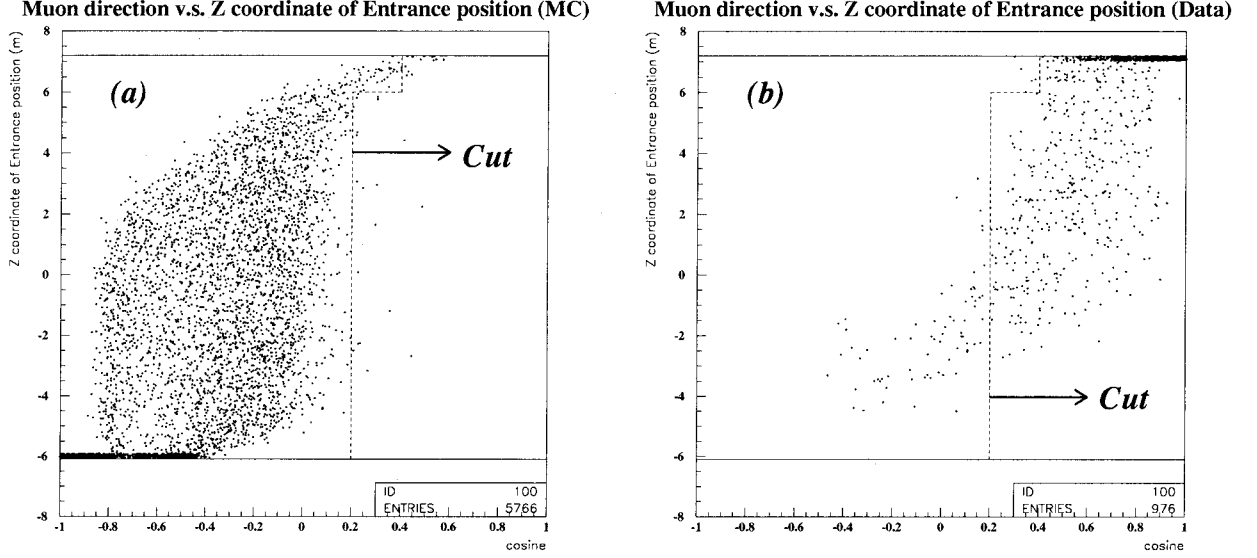 Muon direction v.s. Z coordinate of Entrance position (MC)
Z coordinate of Entrance position (m)
8
6
4
2
0
-2
-4
-6
-8
(a)
Cut
ID 100
ENTRIES 5766
-1 -0.8 -0.6 -0.4 -0.2 0 0.2 0.4 0.6 0.8 1
cosine
Muon direction v.s. Z coordinate of Entrance position (Data)
Z coordinate of Entrance position (m)
8
6
4
2
0
-2
-4
-6
-8
(b)
Cut
ID 100
ENTRIES 976
-1 -0.8 -0.6 -0.4 -0.2 0 0.2 0.4 0.6 0.8 1
cosine